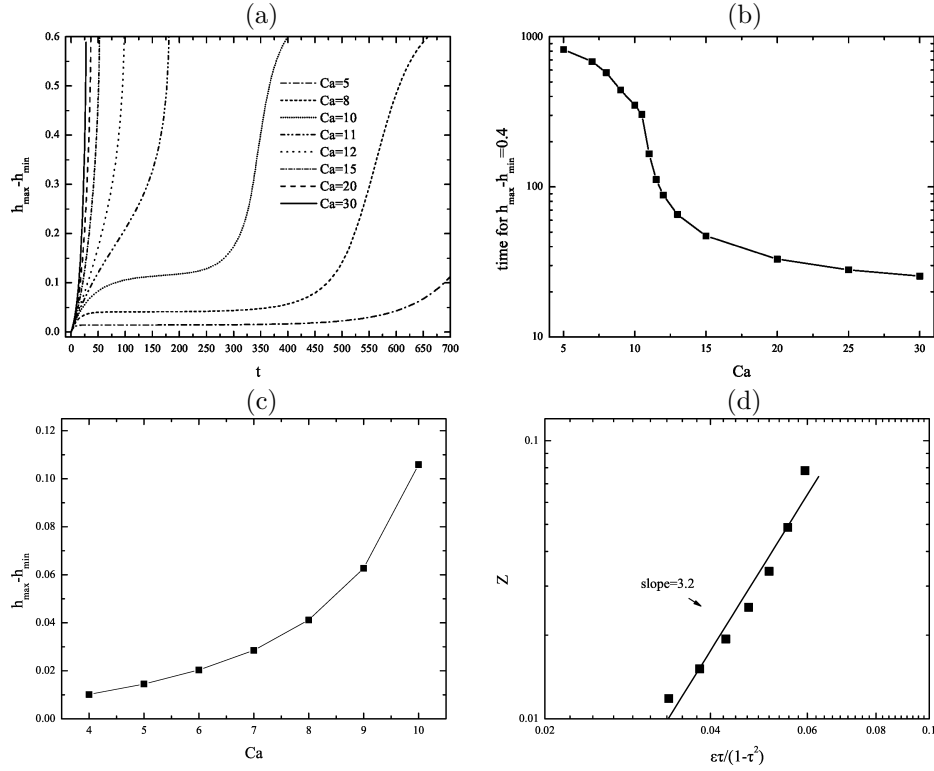 (a)
0.6
0.5
0.4
0.3
0.2
0.1
0.0
h_max-h_min
Ca=5
Ca=8
Ca=10
Ca=11
Ca=12
Ca=15
Ca=20
Ca=30
0 50 100 150 200 250 300 350 400 450 500 550 600 650 700
t
(b)
1000
100
10
time for h_max-h_min=0.4
5 10 15 20 25 30
Ca
(c)
0.12
0.10
0.08
0.06
0.04
0.02
0.00
h_max-h_min
4 5 6 7 8 9 10
Ca
(d)
0.1
0.01
Z
slope=3.2
0.02 0.04 0.06 0.08 0.1
ετ/(1-τ²)